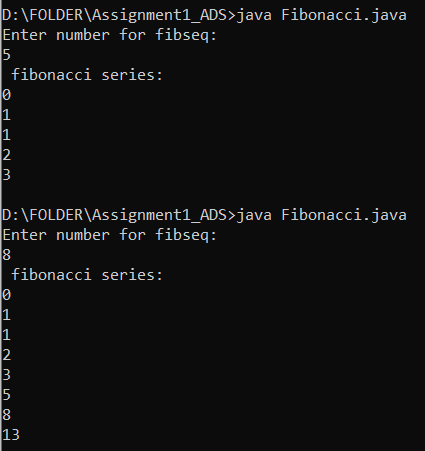 D:\FOLDER\Assignment1_ADS>java Fibonacci.java
Enter number for fibseq:
5
 fibonacci series:
0
1
1
2
3

D:\FOLDER\Assignment1_ADS>java Fibonacci.java
Enter number for fibseq:
8
 fibonacci series:
0
1
1
2
3
5
8
13